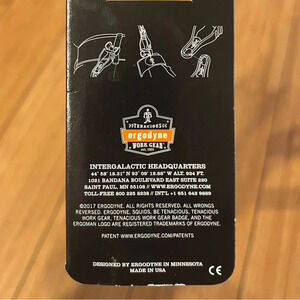 TENACIOUS
ergodyne
WORK GEAR
INTERGALACTIC HEADQUARTERS
44° 58' 18.31" N 93° 09' 18.88" W ALT. 934 FT.
1021 BANDANA BOULEVARD EAST SUITE 220
SAINT PAUL, MN 55108 // WWW.ERGODYNE.COM
TOLL-FREE 800 225 8238 // INT'L +1 651 642 9889
©2017 ERGODYNE. ALL RIGHTS RESERVED. ALL WRONGS
REVERSED. ERGODYNE, SQUIDS, BE TENACIOUS, TENACIOUS
WORK GEAR, TENACIOUS WORK GEAR BADGE, AND THE
ERGOMAN LOGO ARE REGISTERED TRADEMARKS OF ERGODYNE.
PATENT WWW.ERGODYNE.COM/PATENTS
DESIGNED BY ERGODYNE IN MINNESOTA
MADE IN USA
CE